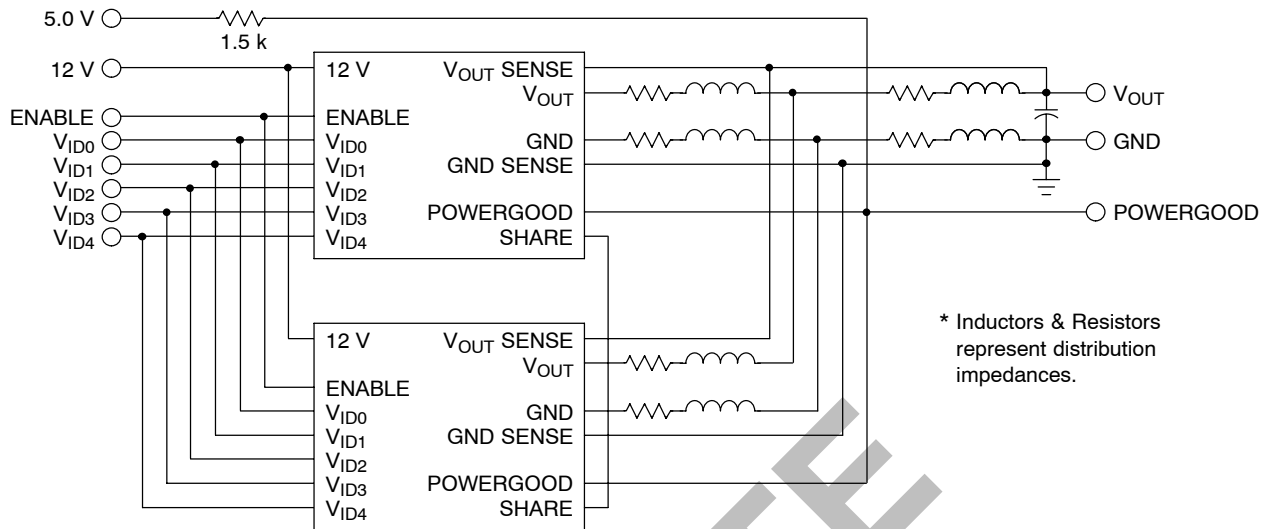 5.0 V
1.5 k
12 V
ENABLE
VID0
VID1
VID2
VID3
VID4
12 V
ENABLE
VID0
VID1
VID2
VID3
VID4
VOUT SENSE
VOUT
GND
GND SENSE
POWERGOOD
SHARE
VOUT
GND
POWERGOOD
12 V
ENABLE
VID0
VID1
VID2
VID3
VID4
VOUT SENSE
VOUT
GND
GND SENSE
POWERGOOD
SHARE
* Inductors & Resistors
represent distribution
impedances.